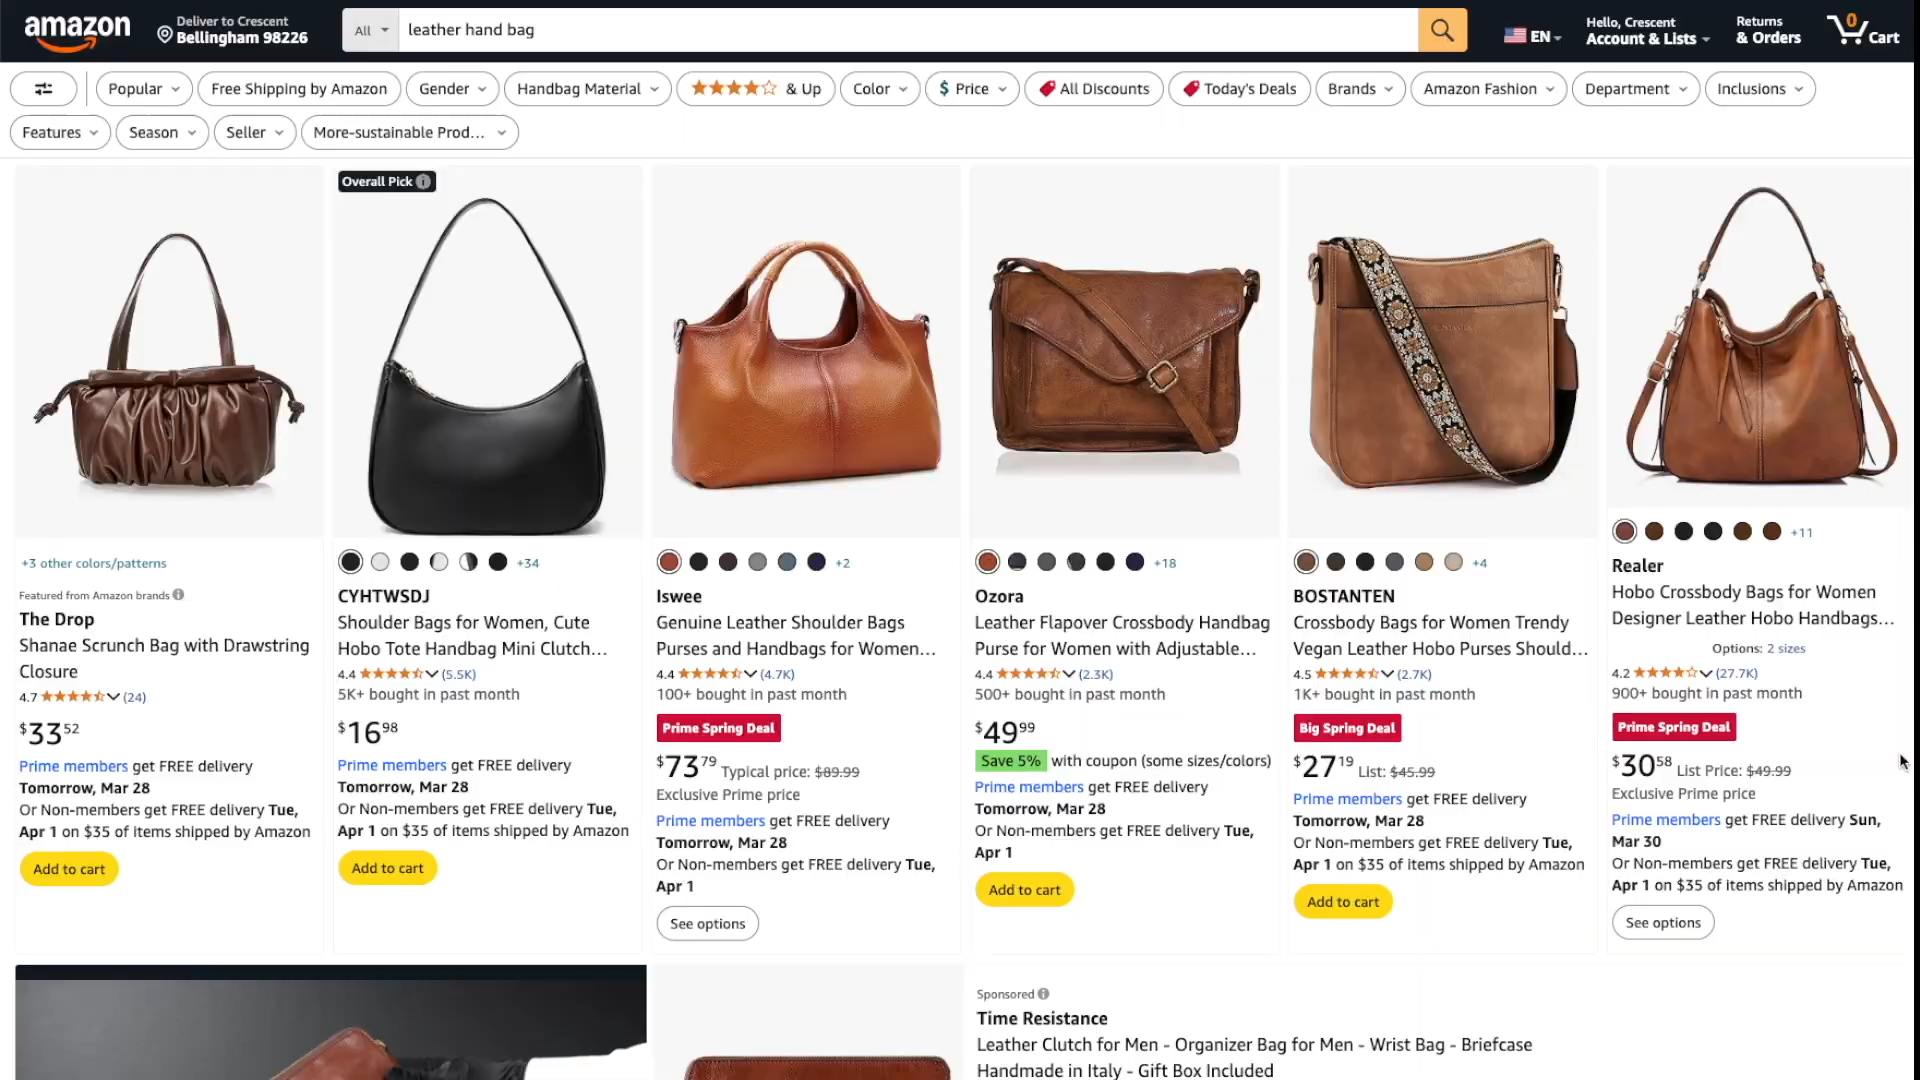 amazon
Deliver to Crescent
Bellingham 98226
All
leather hand bag
EN
Hello, Crescent
Account & Lists
Returns
& Orders
0
Cart
Popular
Free Shipping by Amazon
Gender
Handbag Material
& Up
Color
$ Price
All Discounts
Today's Deals
Brands
Amazon Fashion
Department
Inclusions
Features
Season
Seller
More-sustainable Prod...
+3 other colors/patterns
Featured from Amazon brands
The Drop
Shanae Scrunch Bag with Drawstring
Closure
4.7 (24)
$33 52
Prime members get FREE delivery
Tomorrow, Mar 28
Or Non-members get FREE delivery Tue,
Apr 1 on $35 of items shipped by Amazon
Add to cart
Overall Pick
+34
CYHTWSDJ
Shoulder Bags for Women, Cute
Hobo Tote Handbag Mini Clutch...
4.4 (5.5K)
5K+ bought in past month
$16 98
Prime members get FREE delivery
Tomorrow, Mar 28
Or Non-members get FREE delivery Tue,
Apr 1 on $35 of items shipped by Amazon
Add to cart
+2
Iswee
Genuine Leather Shoulder Bags
Purses and Handbags for Women...
4.4 (4.7K)
100+ bought in past month
Prime Spring Deal
$73 79 Typical price: $89.99
Exclusive Prime price
Prime members get FREE delivery
Tomorrow, Mar 28
Or Non-members get FREE delivery Tue,
Apr 1
See options
+18
Ozora
Leather Flapover Crossbody Handbag
Purse for Women with Adjustable...
4.4 (2.3K)
500+ bought in past month
$49 99
Save 5% with coupon (some sizes/colors)
Prime members get FREE delivery
Tomorrow, Mar 28
Or Non-members get FREE delivery Tue,
Apr 1
Add to cart
+4
BOSTANTEN
Crossbody Bags for Women Trendy
Vegan Leather Hobo Purses Should...
4.5 (2.7K)
1K+ bought in past month
Big Spring Deal
$27 19 List: $45.99
Prime members get FREE delivery
Tomorrow, Mar 28
Or Non-members get FREE delivery Tue,
Apr 1 on $35 of items shipped by Amazon
Add to cart
+11
Realer
Hobo Crossbody Bags for Women
Designer Leather Hobo Handbags...
Options: 2 sizes
4.2 (27.7K)
900+ bought in past month
Prime Spring Deal
$30 58 List Price: $49.99
Exclusive Prime price
Prime members get FREE delivery Sun,
Mar 30
Or Non-members get FREE delivery Tue,
Apr 1 on $35 of items shipped by Amazon
See options
Sponsored
Time Resistance
Leather Clutch for Men - Organizer Bag for Men - Wrist Bag - Briefcase
Handmade in Italy - Gift Box Included